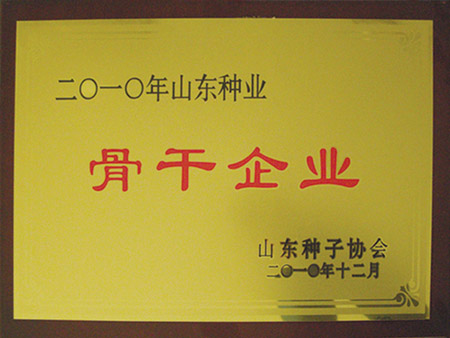 二〇一〇年山东种业
骨干企业
山东种子协会
二〇一〇年十二月